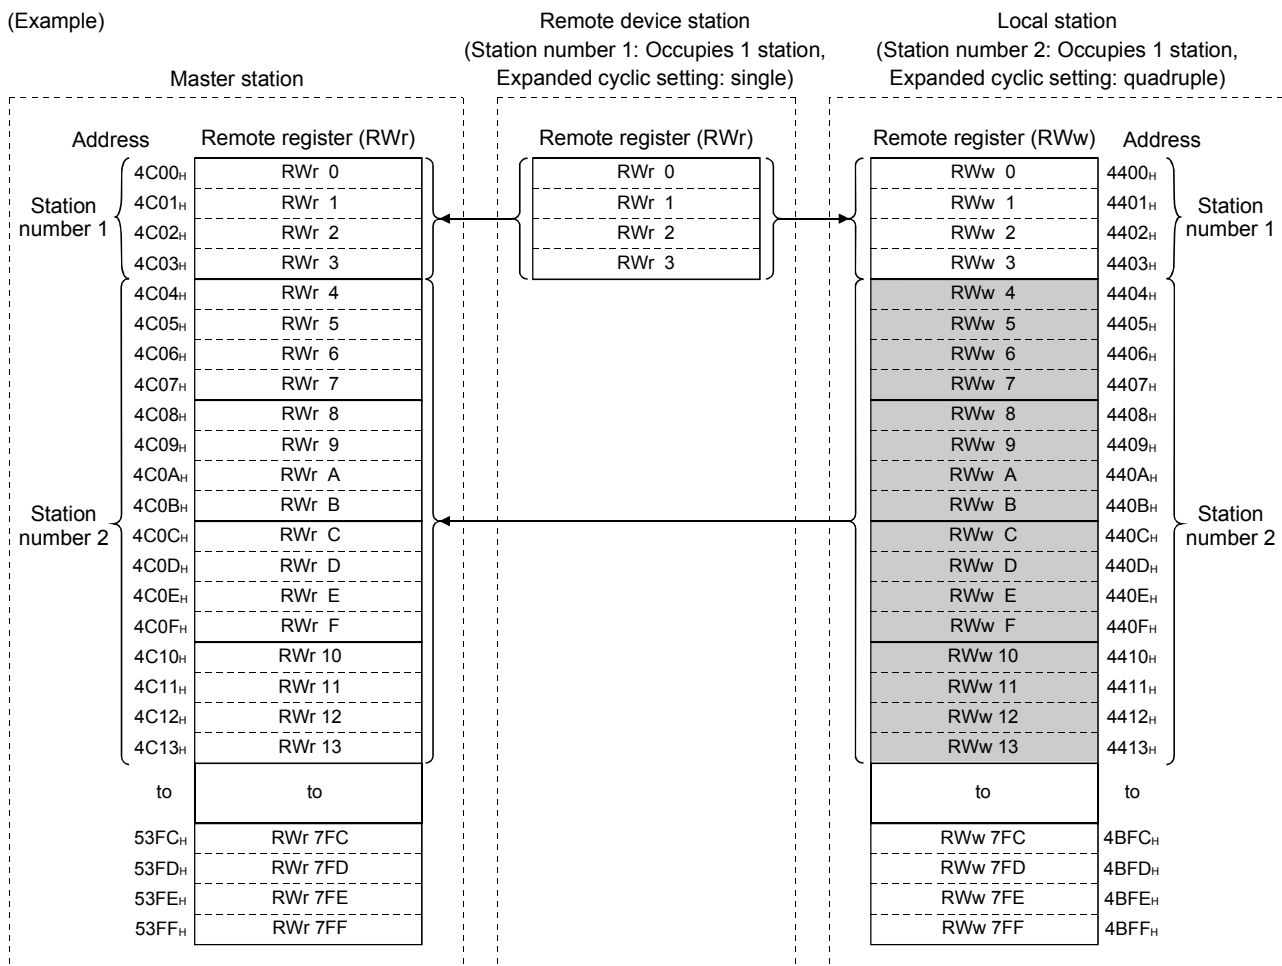 (Example)
Remote device station
(Station number 1: Occupies 1 station,
Expanded cyclic setting: single)
Local station
(Station number 2: Occupies 1 station,
Expanded cyclic setting: quadruple)
Master station
Address Remote register (RWr) Remote register (RWr) Remote register (RWw) Address
4C00H RWr 0 RWr 0 RWw 0 4400H
4C01H RWr 1 RWr 1 RWw 1 4401H
Station
number 1
Station
number 1
4C02H RWr 2 RWr 2 RWw 2 4402H
4C03H RWr 3 RWr 3 RWw 3 4403H
4C04H RWr 4 RWw 4 4404H
4C05H RWr 5 RWw 5 4405H
4C06H RWr 6 RWw 6 4406H
4C07H RWr 7 RWw 7 4407H
4C08H RWr 8 RWw 8 4408H
4C09H RWr 9 RWw 9 4409H
4C0AH RWr A RWw A 440AH
4C0BH RWr B RWw B 440BH
Station
number 2
Station
number 2
4C0CH RWr C RWw C 440CH
4C0DH RWr D RWw D 440DH
4C0EH RWr E RWw E 440EH
4C0FH RWr F RWw F 440FH
4C10H RWr 10 RWw 10 4410H
4C11H RWr 11 RWw 11 4411H
4C12H RWr 12 RWw 12 4412H
4C13H RWr 13 RWw 13 4413H
to to to to
53FCH RWr 7FC RWw 7FC 4BFCH
53FDH RWr 7FD RWw 7FD 4BFDH
53FEH RWr 7FE RWw 7FE 4BFEH
53FFH RWr 7FF RWw 7FF 4BFFH